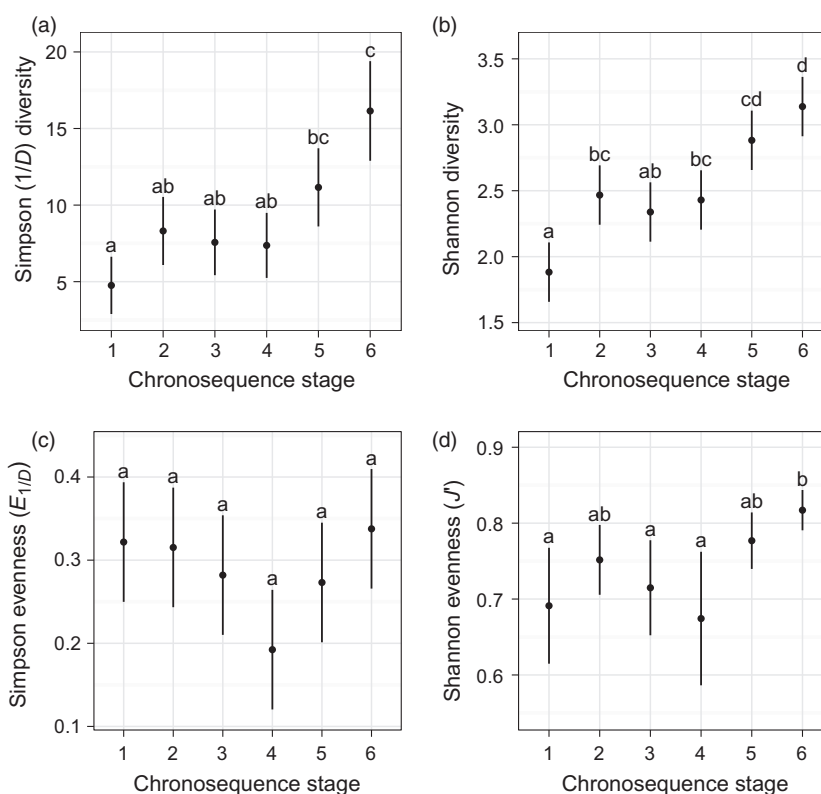 (a)
Simpson (1/D) diversity
20
15
10
5
a
ab
ab
ab
bc
c
1 2 3 4 5 6
Chronosequence stage
(b)
Shannon diversity
3.5
3.0
2.5
2.0
1.5
a
bc
ab
bc
cd
d
1 2 3 4 5 6
Chronosequence stage
(c)
Simpson evenness (E1/D)
0.4
0.3
0.2
0.1
a
a
a
a
a
a
1 2 3 4 5 6
Chronosequence stage
(d)
Shannon evenness (J')
0.9
0.8
0.7
0.6
a
ab
a
a
ab
b
1 2 3 4 5 6
Chronosequence stage